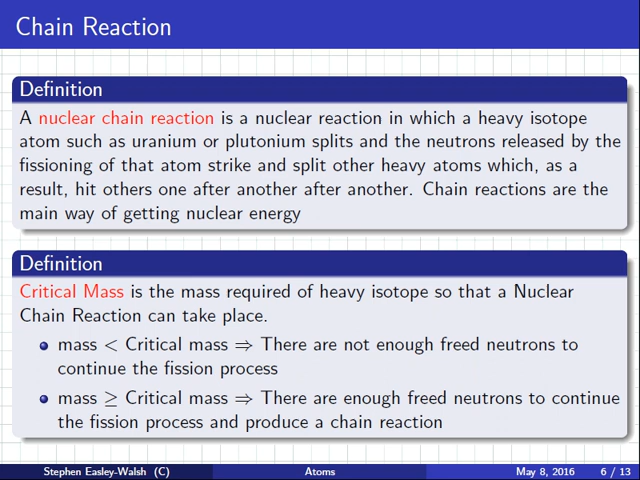 Chain Reaction
Definition
A nuclear chain reaction is a nuclear reaction in which a heavy isotope
atom such as uranium or plutonium splits and the neutrons released by the
fissioning of that atom strike and split other heavy atoms which, as a
result, hit others one after another after another. Chain reactions are the
main way of getting nuclear energy
Definition
Critical Mass is the mass required of heavy isotope so that a Nuclear
Chain Reaction can take place.
mass < Critical mass ⇒ There are not enough freed neutrons to
continue the fission process
mass ≥ Critical mass ⇒ There are enough freed neutrons to continue
the fission process and produce a chain reaction
Stephen Easley-Walsh (C) Atoms May 8, 2016 6 / 13